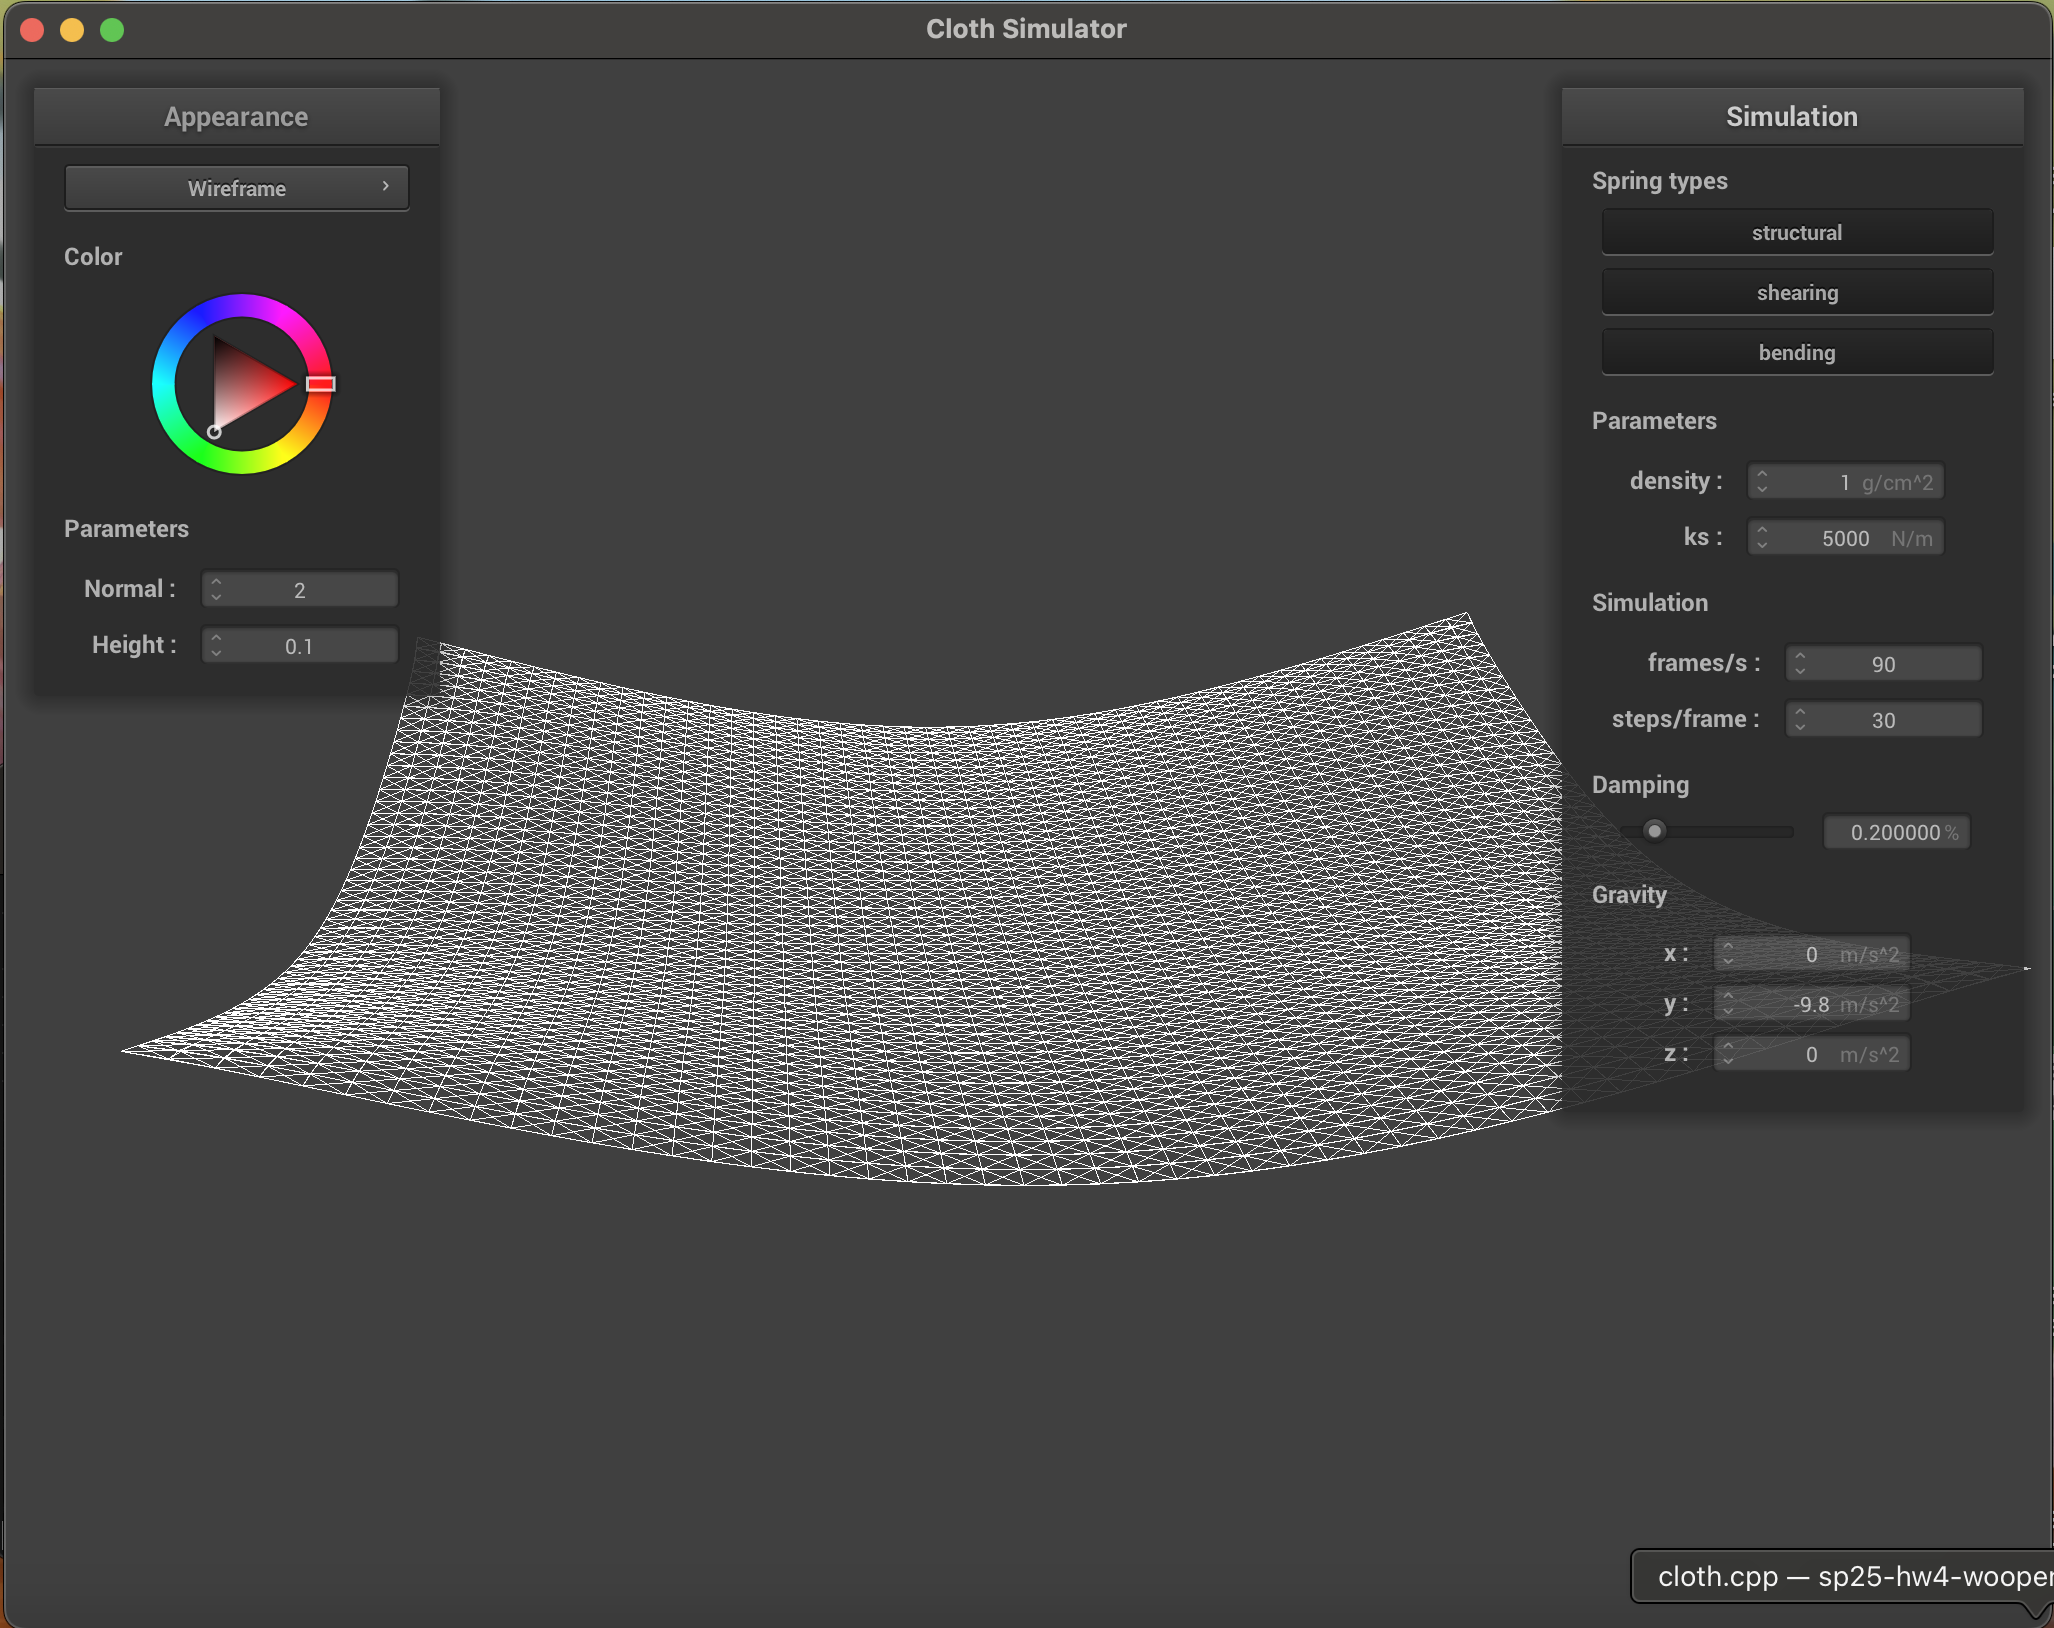 Cloth Simulator
Appearance
Wireframe
Color
Parameters
Normal : 2
Height : 0.1
Simulation
Spring types
structural
shearing
bending
Parameters
density : 1 g/cm^2
ks : 5000 N/m
Simulation
frames/s : 90
steps/frame : 30
Damping
0.200000 %
Gravity
x : 0 m/s^2
y : -9.8 m/s^2
z : 0 m/s^2
cloth.cpp — sp25-hw4-wooper